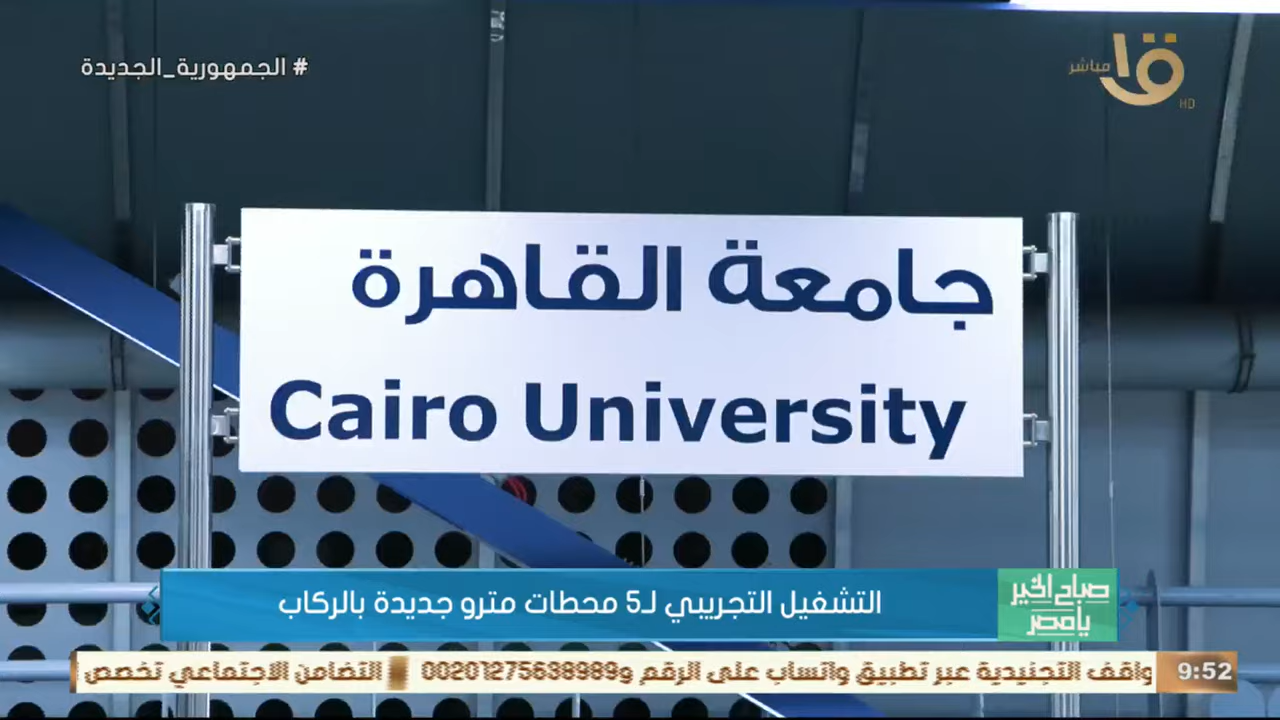 # الجمهورية_الجديدة
مباشر
HD
جامعة القاهرة
Cairo University
التشغيل التجريبي لـ5 محطات مترو جديدة بالركاب
صباح الخير
يا مصر
واقف التجنيدية عبر تطبيق واتساب على الرقم و00201275638989 التضامن الاجتماعي تخصص
9:52